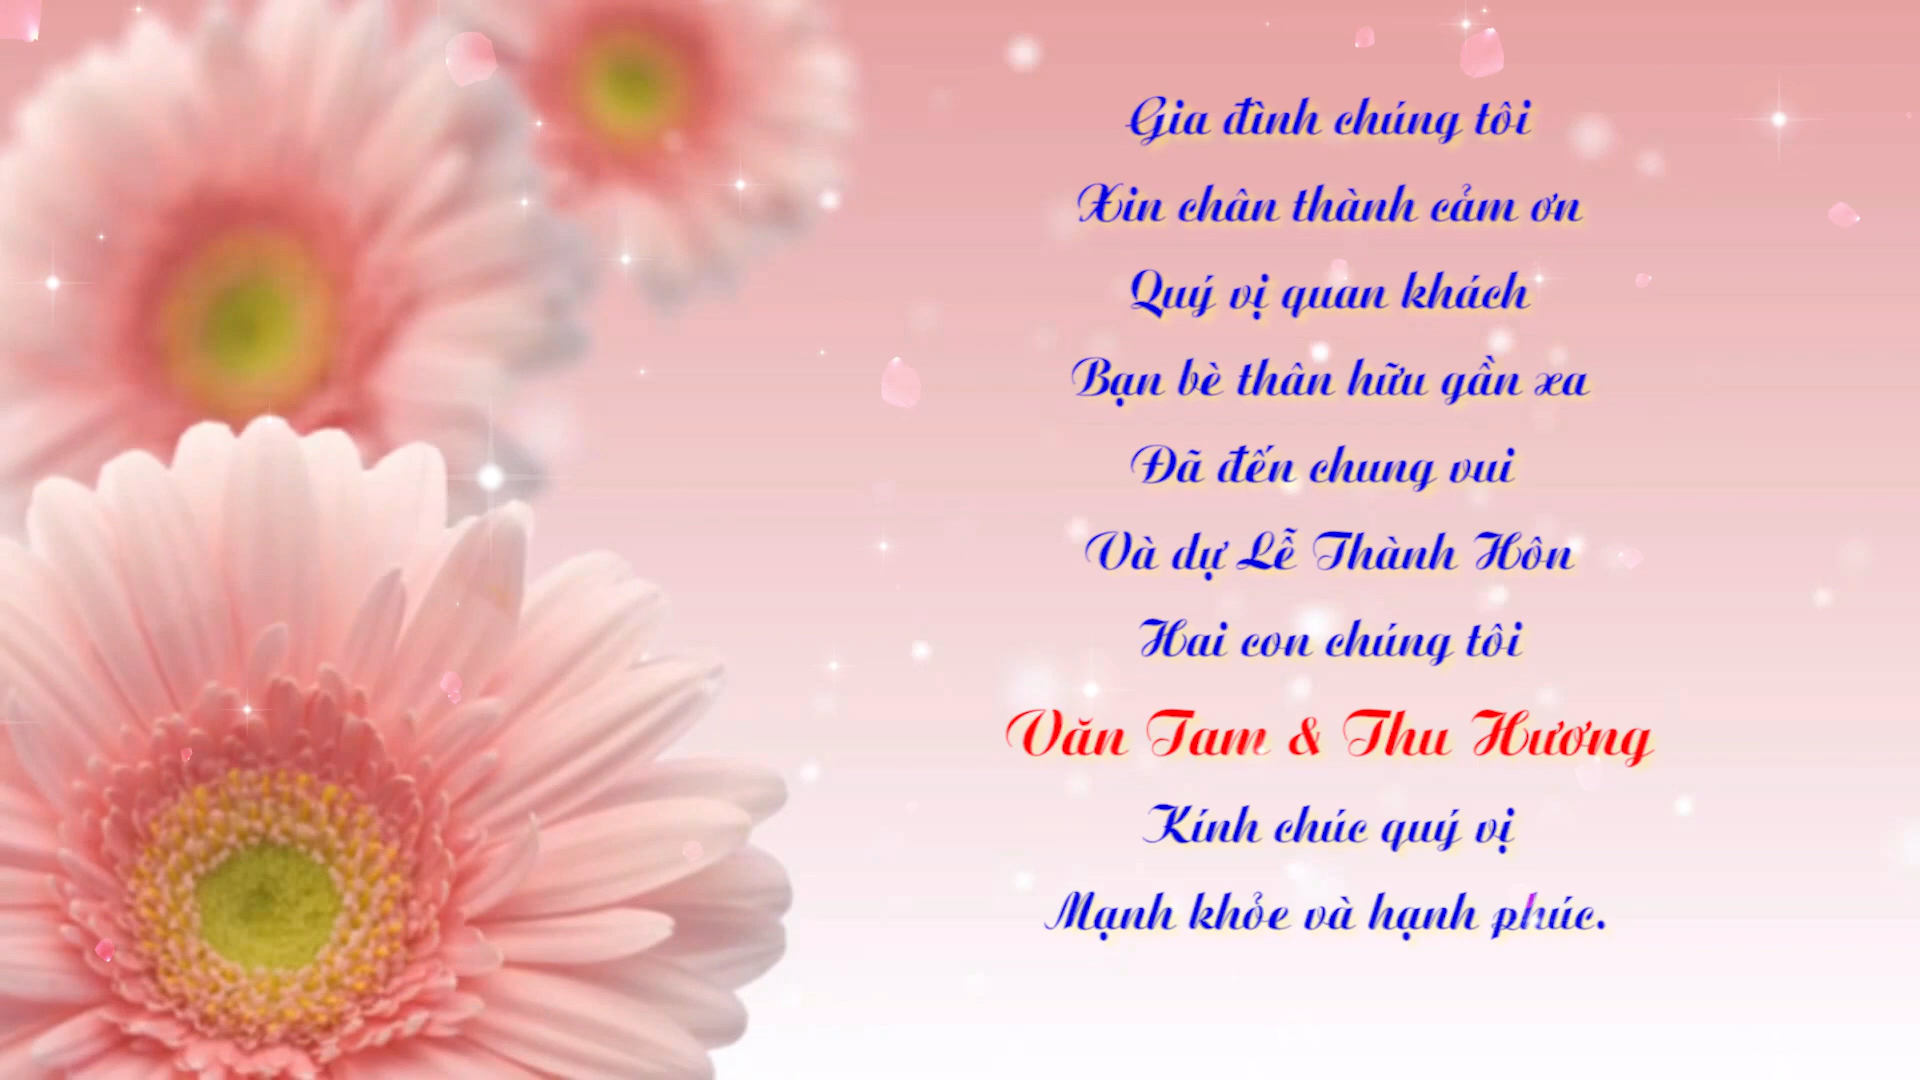 Gia đình chúng tôi
Xin chân thành cảm ơn
Quý vị quan khách
Bạn bè thân hữu gần xa
Đã đến chung vui
Và dự Lễ Thành Hôn
Hai con chúng tôi
Văn Tam & Thu Hương
Kính chúc quý vị
Mạnh khỏe và hạnh phúc.